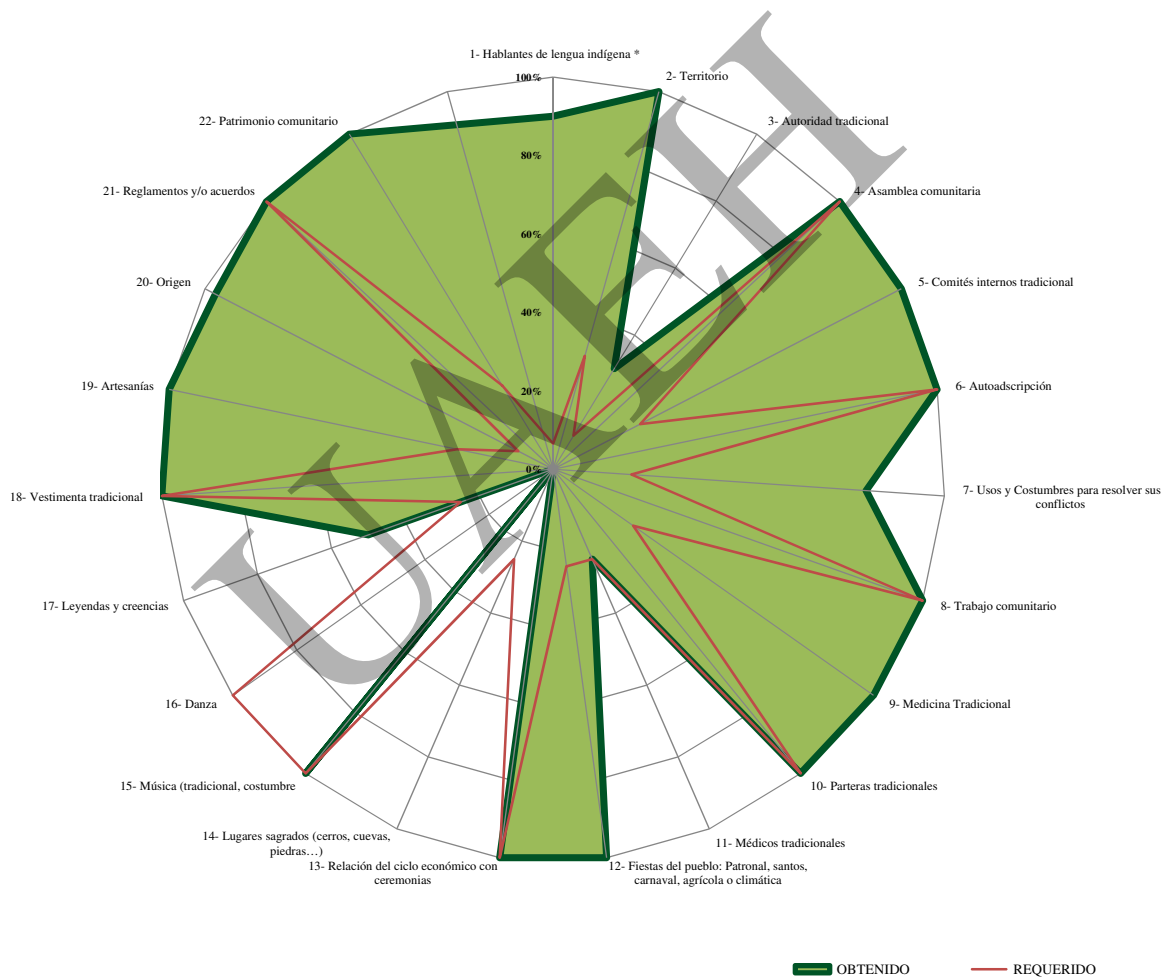 1- Hablantes de lengua indígena *
2- Territorio
3- Autoridad tradicional
4- Asamblea comunitaria
5- Comités internos tradicional
6- Autoadscripción
7- Usos y Costumbres para resolver sus
conflictos
8- Trabajo comunitario
9- Medicina Tradicional
10- Parteras tradicionales
11- Médicos tradicionales
12- Fiestas del pueblo: Patronal, santos,
carnaval, agrícola o climática
13- Relación del ciclo económico con
ceremonias
14- Lugares sagrados (cerros, cuevas,
piedras…)
15- Música (tradicional, costumbre
16- Danza
17- Leyendas y creencias
18- Vestimenta tradicional
19- Artesanías
20- Origen
21- Reglamentos y/o acuerdos
22- Patrimonio comunitario
100%
80%
60%
40%
20%
0%
UAEH
OBTENIDO
REQUERIDO